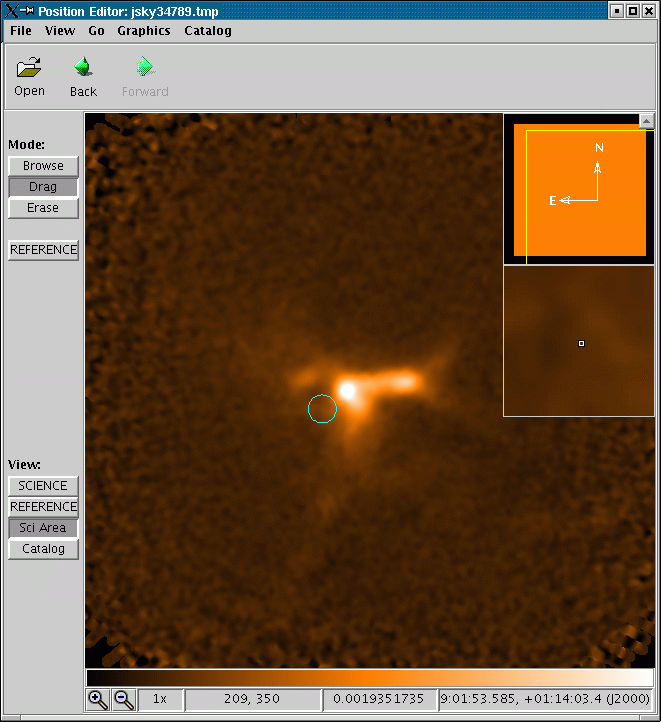 Position Editor: jsky34789.tmp
File View Go Graphics Catalog
Open Back Forward
Mode:
Browse
Drag
Erase
REFERENCE
N
E
View:
SCIENCE
REFERENCE
Sci Area
Catalog
1x 209, 350 0.0019351735 9:01:53.585, +01:14:03.4 (J2000)